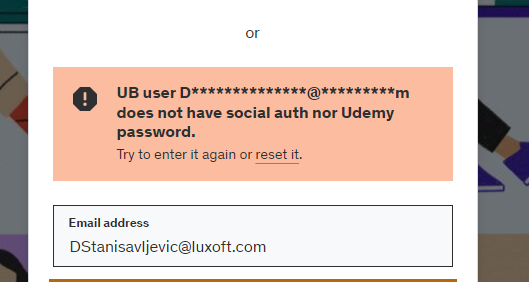 or
UB user D**************@*********m
does not have social auth nor Udemy
password.
Try to enter it again or reset it.
Email address
DStanisavljevic@luxoft.com